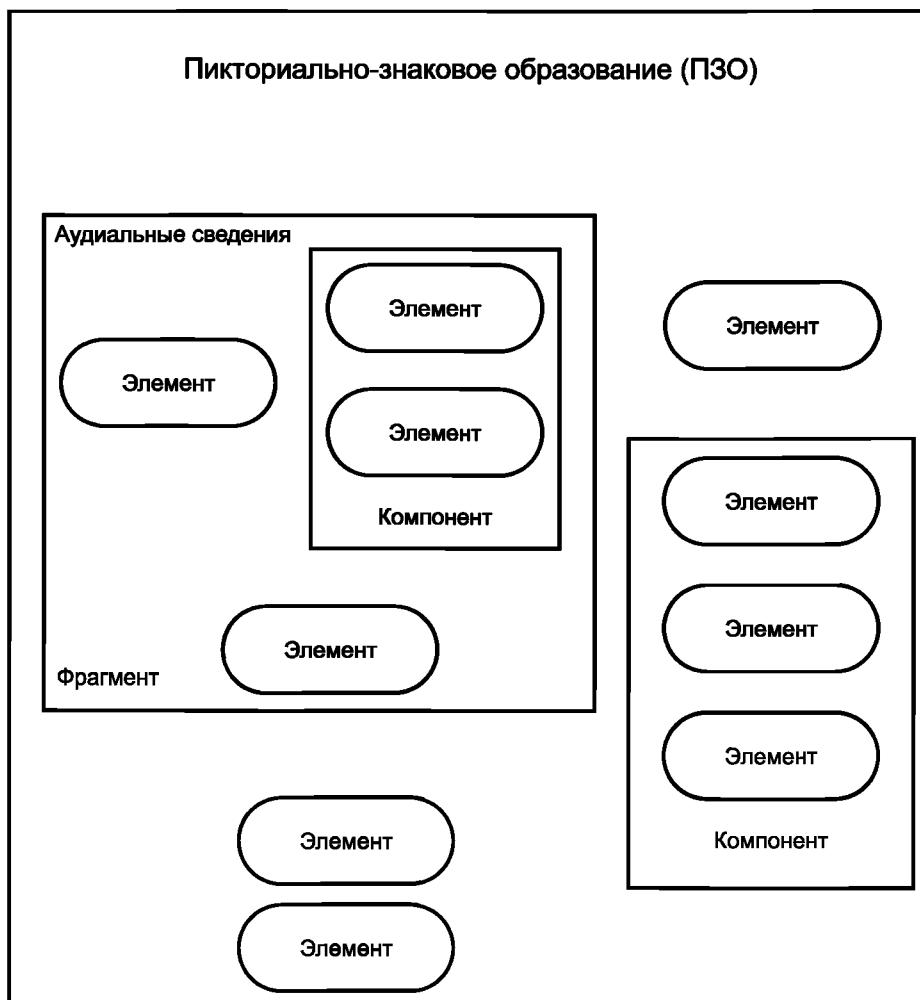 Пикториально-знаковое образование (ПЗО)
Аудиальные сведения
Элемент
Элемент
Элемент
Компонент
Элемент
Фрагмент
Элемент
Элемент
Элемент
Элемент
Компонент
Элемент
Элемент